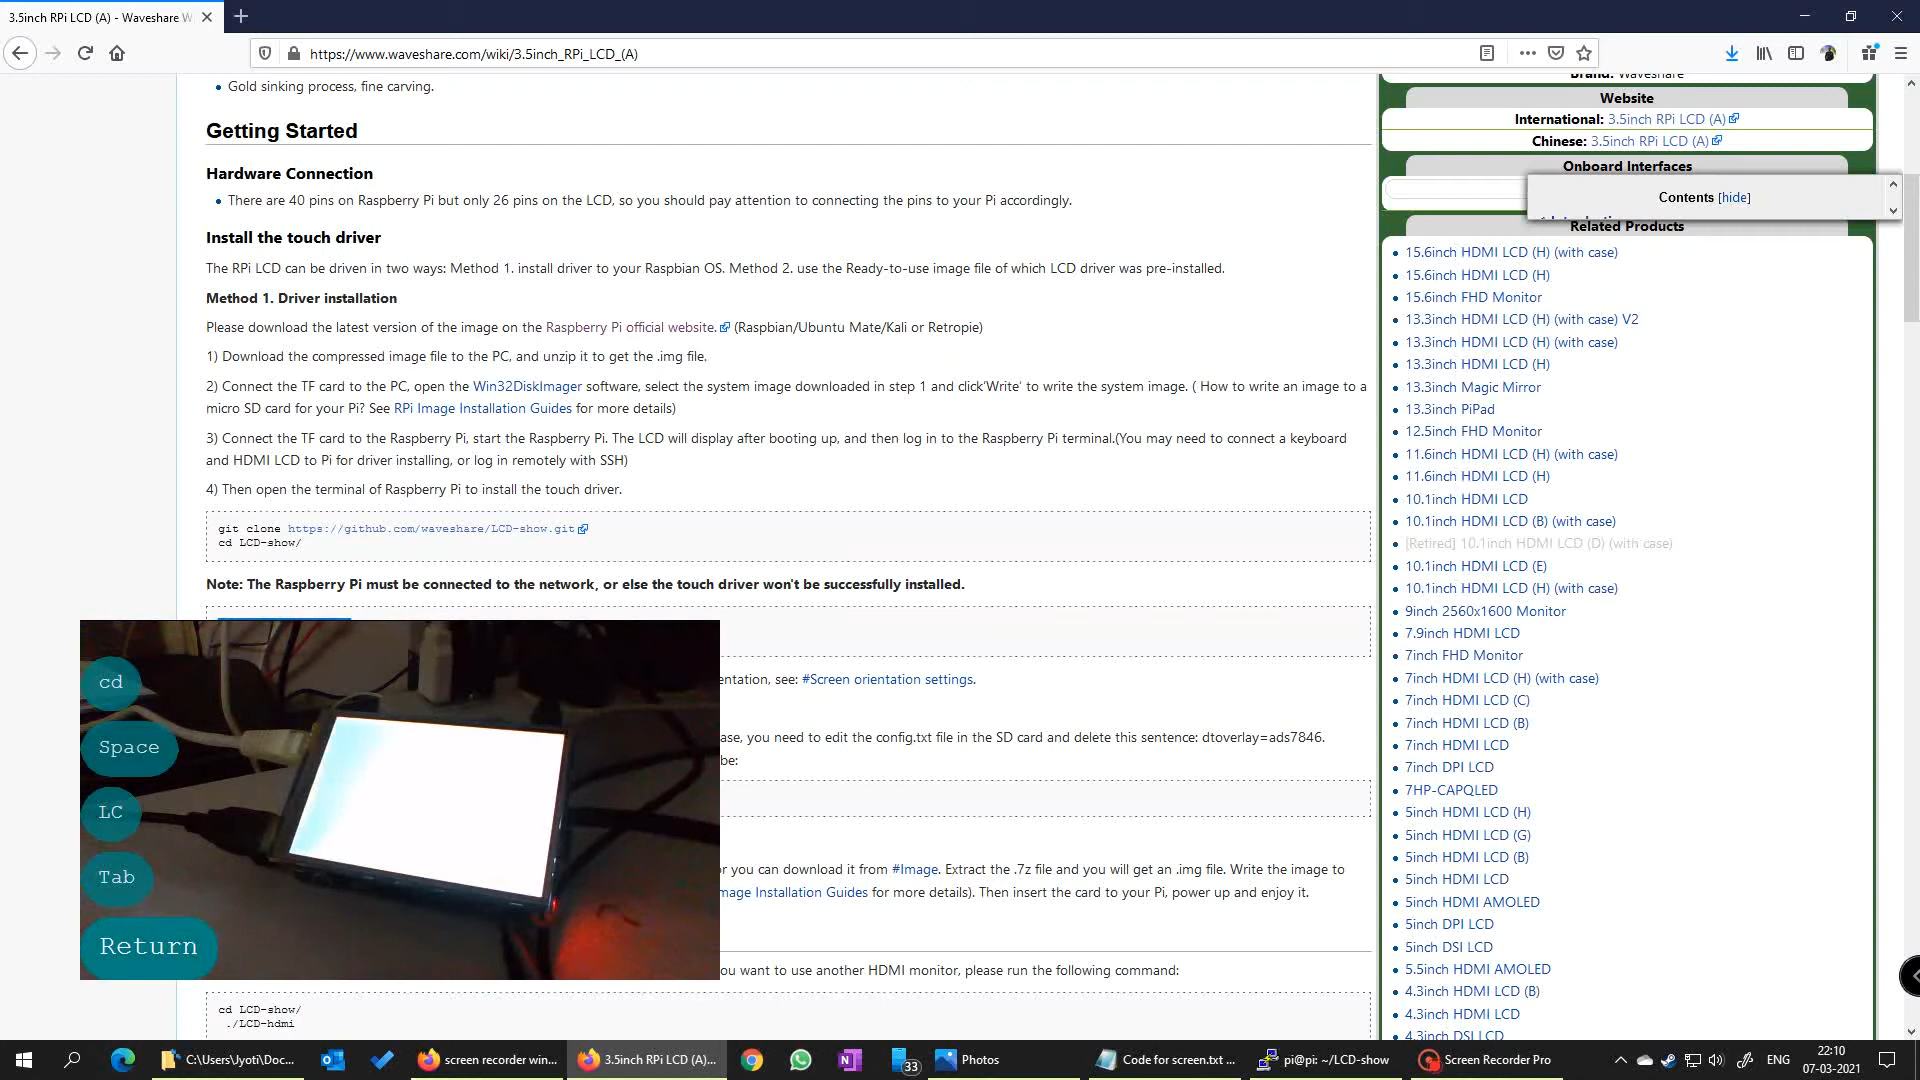 3.5inch RPi LCD (A) - Waveshare W
https://www.waveshare.com/wiki/3.5inch_RPi_LCD_(A)
Gold sinking process, fine carving.
Getting Started
Hardware Connection
There are 40 pins on Raspberry Pi but only 26 pins on the LCD, so you should pay attention to connecting the pins to your Pi accordingly.
Install the touch driver
The RPi LCD can be driven in two ways: Method 1. install driver to your Raspbian OS. Method 2. use the Ready-to-use image file of which LCD driver was pre-installed.
Method 1. Driver installation
Please download the latest version of the image on the Raspberry Pi official website. (Raspbian/Ubuntu Mate/Kali or Retropie)
1) Download the compressed image file to the PC, and unzip it to get the .img file.
2) Connect the TF card to the PC, open the Win32DiskImager software, select the system image downloaded in step 1 and click'Write' to write the system image. ( How to write an image to a
micro SD card for your Pi? See RPi Image Installation Guides for more details)
3) Connect the TF card to the Raspberry Pi, start the Raspberry Pi. The LCD will display after booting up, and then log in to the Raspberry Pi terminal.(You may need to connect a keyboard
and HDMI LCD to Pi for driver installing, or log in remotely with SSH)
4) Then open the terminal of Raspberry Pi to install the touch driver.
git clone https://github.com/waveshare/LCD-show.git
cd LCD-show/
Note: The Raspberry Pi must be connected to the network, or else the touch driver won't be successfully installed.
entation, see: #Screen orientation settings.
ase, you need to edit the config.txt file in the SD card and delete this sentence: dtoverlay=ads7846.
be:
or you can download it from #Image. Extract the .7z file and you will get an .img file. Write the image to
mage Installation Guides for more details). Then insert the card to your Pi, power up and enjoy it.
ou want to use another HDMI monitor, please run the following command:
cd LCD-show/
./LCD-hdmi
cd
Space
LC
Tab
Return
Brand: Waveshare
Website
International: 3.5inch RPi LCD (A)
Chinese: 3.5inch RPi LCD (A)
Onboard Interfaces
Contents [hide]
Related Products
15.6inch HDMI LCD (H) (with case)
15.6inch HDMI LCD (H)
15.6inch FHD Monitor
13.3inch HDMI LCD (H) (with case) V2
13.3inch HDMI LCD (H) (with case)
13.3inch HDMI LCD (H)
13.3inch Magic Mirror
13.3inch PiPad
12.5inch FHD Monitor
11.6inch HDMI LCD (H) (with case)
11.6inch HDMI LCD (H)
10.1inch HDMI LCD
10.1inch HDMI LCD (B) (with case)
[Retired] 10.1inch HDMI LCD (D) (with case)
10.1inch HDMI LCD (E)
10.1inch HDMI LCD (H) (with case)
9inch 2560x1600 Monitor
7.9inch HDMI LCD
7inch FHD Monitor
7inch HDMI LCD (H) (with case)
7inch HDMI LCD (C)
7inch HDMI LCD (B)
7inch HDMI LCD
7inch DPI LCD
7HP-CAPQLED
5inch HDMI LCD (H)
5inch HDMI LCD (G)
5inch HDMI LCD (B)
5inch HDMI LCD
5inch HDMI AMOLED
5inch DPI LCD
5inch DSI LCD
5.5inch HDMI AMOLED
4.3inch HDMI LCD (B)
4.3inch HDMI LCD
4.3inch DSI LCD
C:\Users\Jyoti\Doc...
screen recorder win...
3.5inch RPi LCD (A)...
33
Photos
Code for screen.txt ...
pi@pi: ~/LCD-show
Screen Recorder Pro
ENG
22:10
07-03-2021